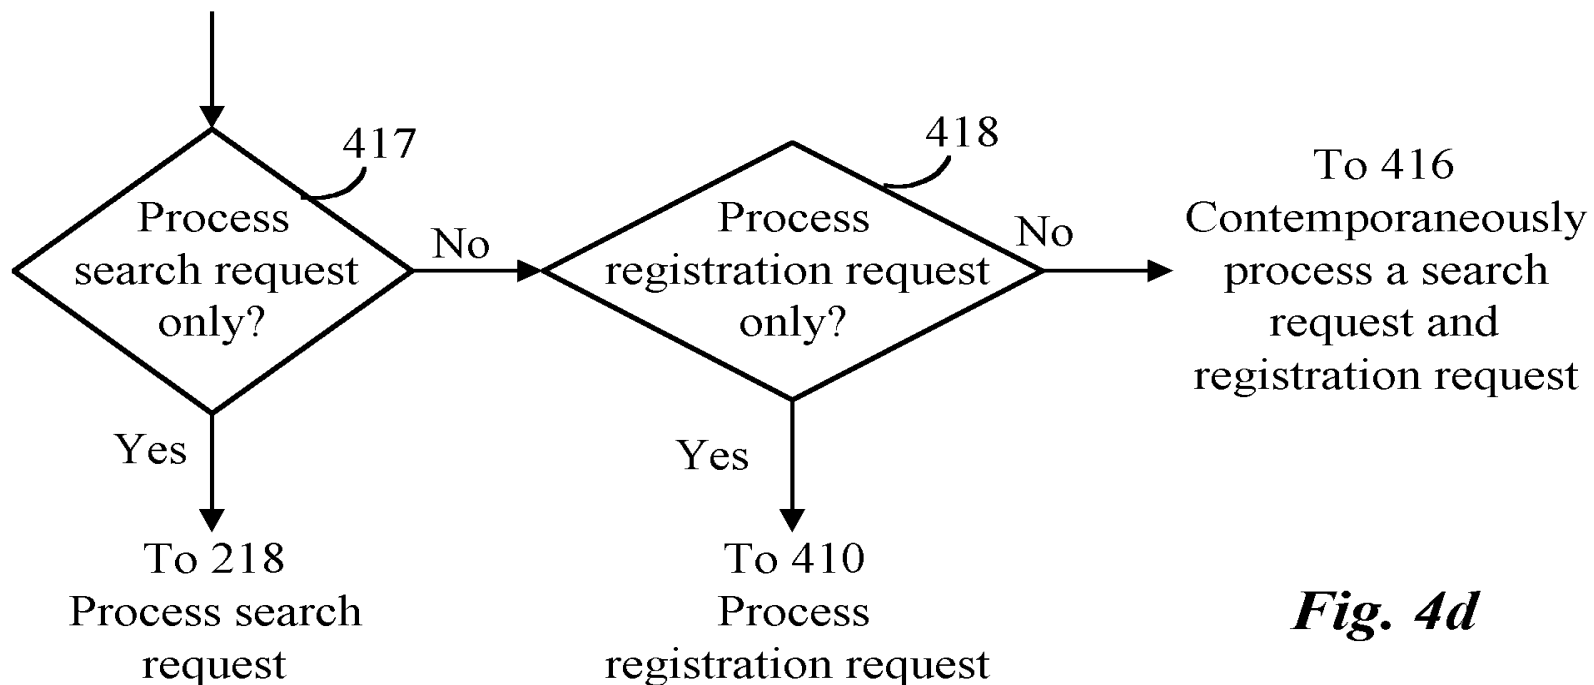 417
Process
search request
only?
No
Yes
To 218
Process search
request
418
Process
registration request
only?
No
Yes
To 410
Process
registration request
To 416
Contemporaneously
process a search
request and
registration request
Fig. 4d